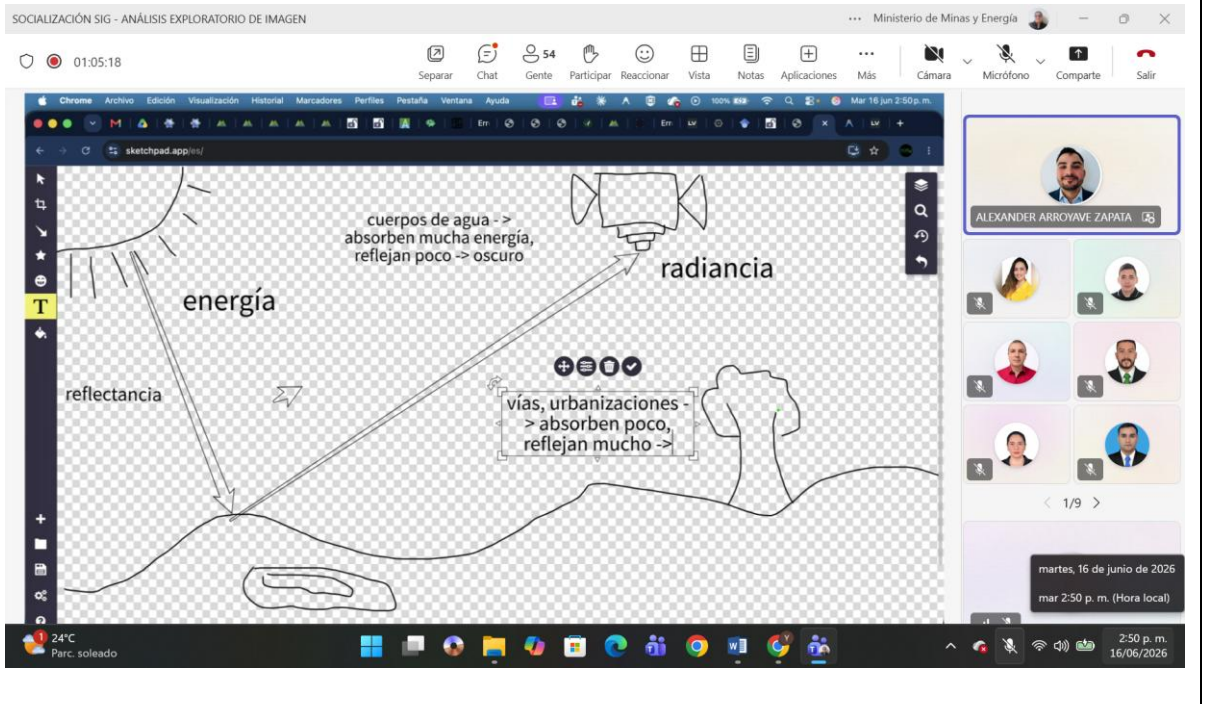 SOCIALIZACIÓN SIG - ANÁLISIS EXPLORATORIO DE IMAGEN
Ministerio de Minas y Energía
01:05:18
54
Separar Chat Gente Participar Reaccionar Vista Notas Aplicaciones Más Cámara Micrófono Comparte Salir
Chrome Archivo Edición Visualización Historial Marcadores Perfiles Pestaña Ventana Ayuda 100% Mar 16 jun 2:50 p. m.
sketchpad.app/es/
cuerpos de agua - >
absorben mucha energía,
reflejan poco -> oscuro
radiancia
energía
T
reflectancia
vías, urbanizaciones -
> absorben poco,
reflejan mucho ->
ALEXANDER ARROYAVE ZAPATA
1/9
martes, 16 de junio de 2026
mar 2:50 p. m. (Hora local)
1
24°C
Parc. soleado
2:50 p. m.
16/06/2026